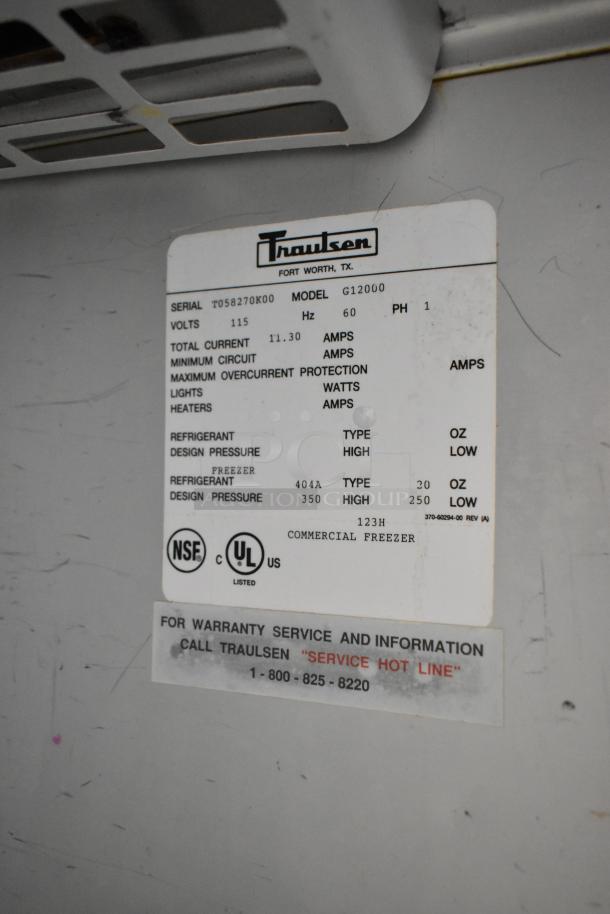 Traulsen
FORT WORTH, TX.
SERIAL T058270K00 MODEL G12000
VOLTS 115 Hz 60 PH 1
TOTAL CURRENT 11.30 AMPS
MINIMUM CIRCUIT AMPS
MAXIMUM OVERCURRENT PROTECTION AMPS
LIGHTS WATTS
HEATERS AMPS
REFRIGERANT TYPE OZ
DESIGN PRESSURE HIGH LOW
FREEZER
REFRIGERANT 404A TYPE 20 OZ
DESIGN PRESSURE 350 HIGH 250 LOW
PCI
AUCTION GROUP
370-60294-00 REV (A)
123H
COMMERCIAL FREEZER
NSF
C UL US
LISTED
FOR WARRANTY SERVICE AND INFORMATION
CALL TRAULSEN "SERVICE HOT LINE"
1-800-825-8220